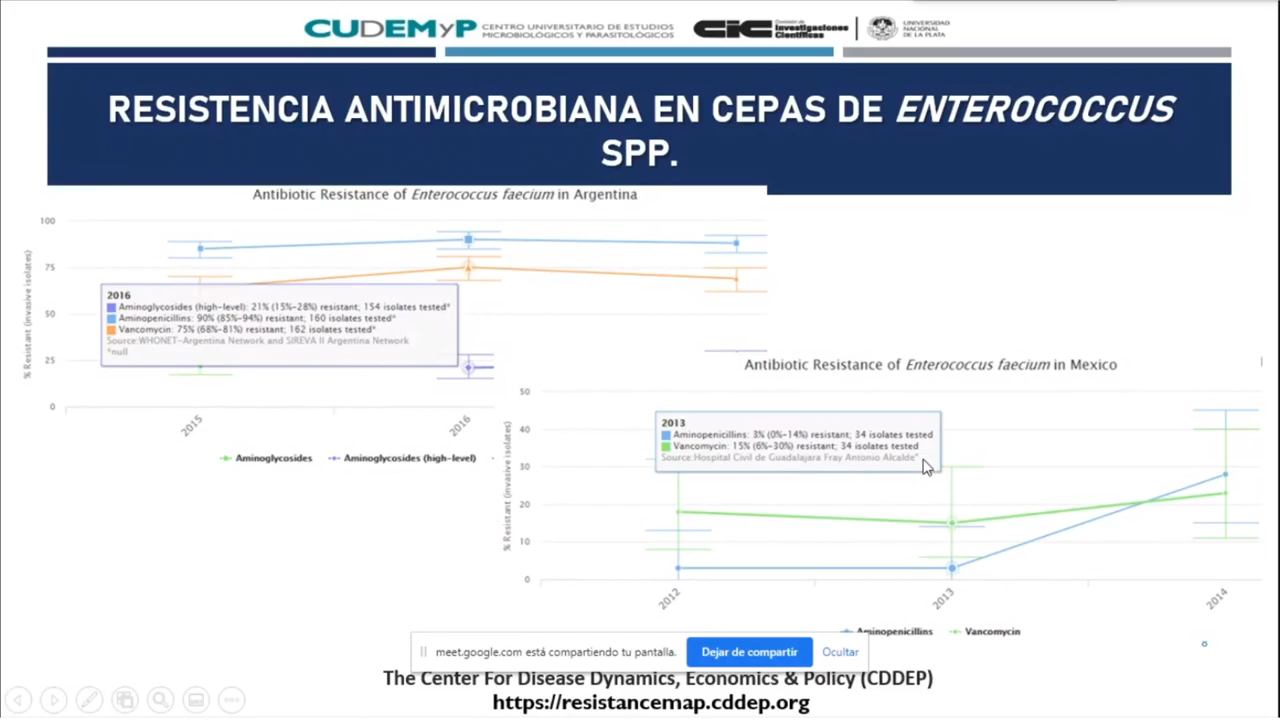 CUDEMyP
CENTRO UNIVERSITARIO DE ESTUDIOS
MICROBIOLÓGICOS Y PARASITOLÓGICOS
CIC
Comisión de
Investigaciones
Científicas
UNIVERSIDAD
NACIONAL
DE LA PLATA
RESISTENCIA ANTIMICROBIANA EN CEPAS DE ENTEROCOCCUS
SPP.
Antibiotic Resistance of Enterococcus faecium in Argentina
% Resistant (invasive isolates)
100
75
50
25
0
2016
Aminoglycosides (high-level): 21% (15%-28%) resistant; 154 isolates tested*
Aminopenicillins: 90% (85%-94%) resistant; 160 isolates tested*
Vancomycin: 75% (68%-81%) resistant; 162 isolates tested*
Source:WHONET-Argentina Network and SIREVA II Argentina Network
*null
2015
2016
Aminoglycosides
Aminoglycosides (high-level)
Antibiotic Resistance of Enterococcus faecium in Mexico
% Resistant (invasive isolates)
50
40
30
20
10
0
2013
Aminopenicillins: 3% (0%-14%) resistant; 34 isolates tested
Vancomycin: 15% (6%-30%) resistant; 34 isolates tested
Source:Hospital Civil de Guadalajara Fray Antonio Alcalde*
2012
2013
2014
Aminopenicillins
Vancomycin
8
meet.google.com está compartiendo tu pantalla.
Dejar de compartir
Ocultar
The Center For Disease Dynamics, Economics & Policy (CDDEP)
https://resistancemap.cddep.org